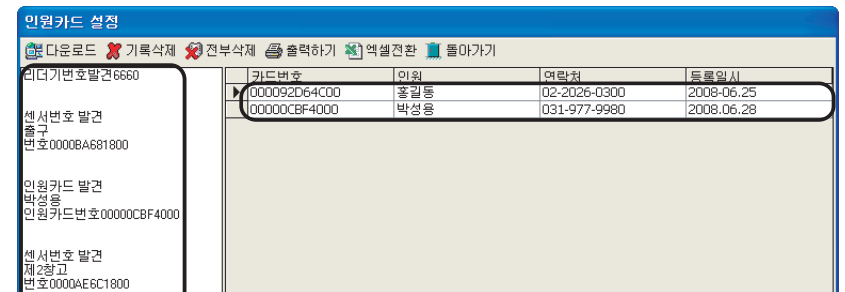 인원카드 설정
다운로드 기록삭제 전부삭제 출력하기 엑셀전환 돌아가기
리더기번호발견6660
센서번호 발견
출구
번호0000BA681800
인원카드 발견
박성용
인원카드번호00000CBF4000
센서번호 발견
제2창고
번호0000AE6C1800
카드번호 인원 연락처 등록일시
000092D64C00 홍길동 02-2026-0300 2008-06.25
00000CBF4000 박성용 031-977-9980 2008.06.28